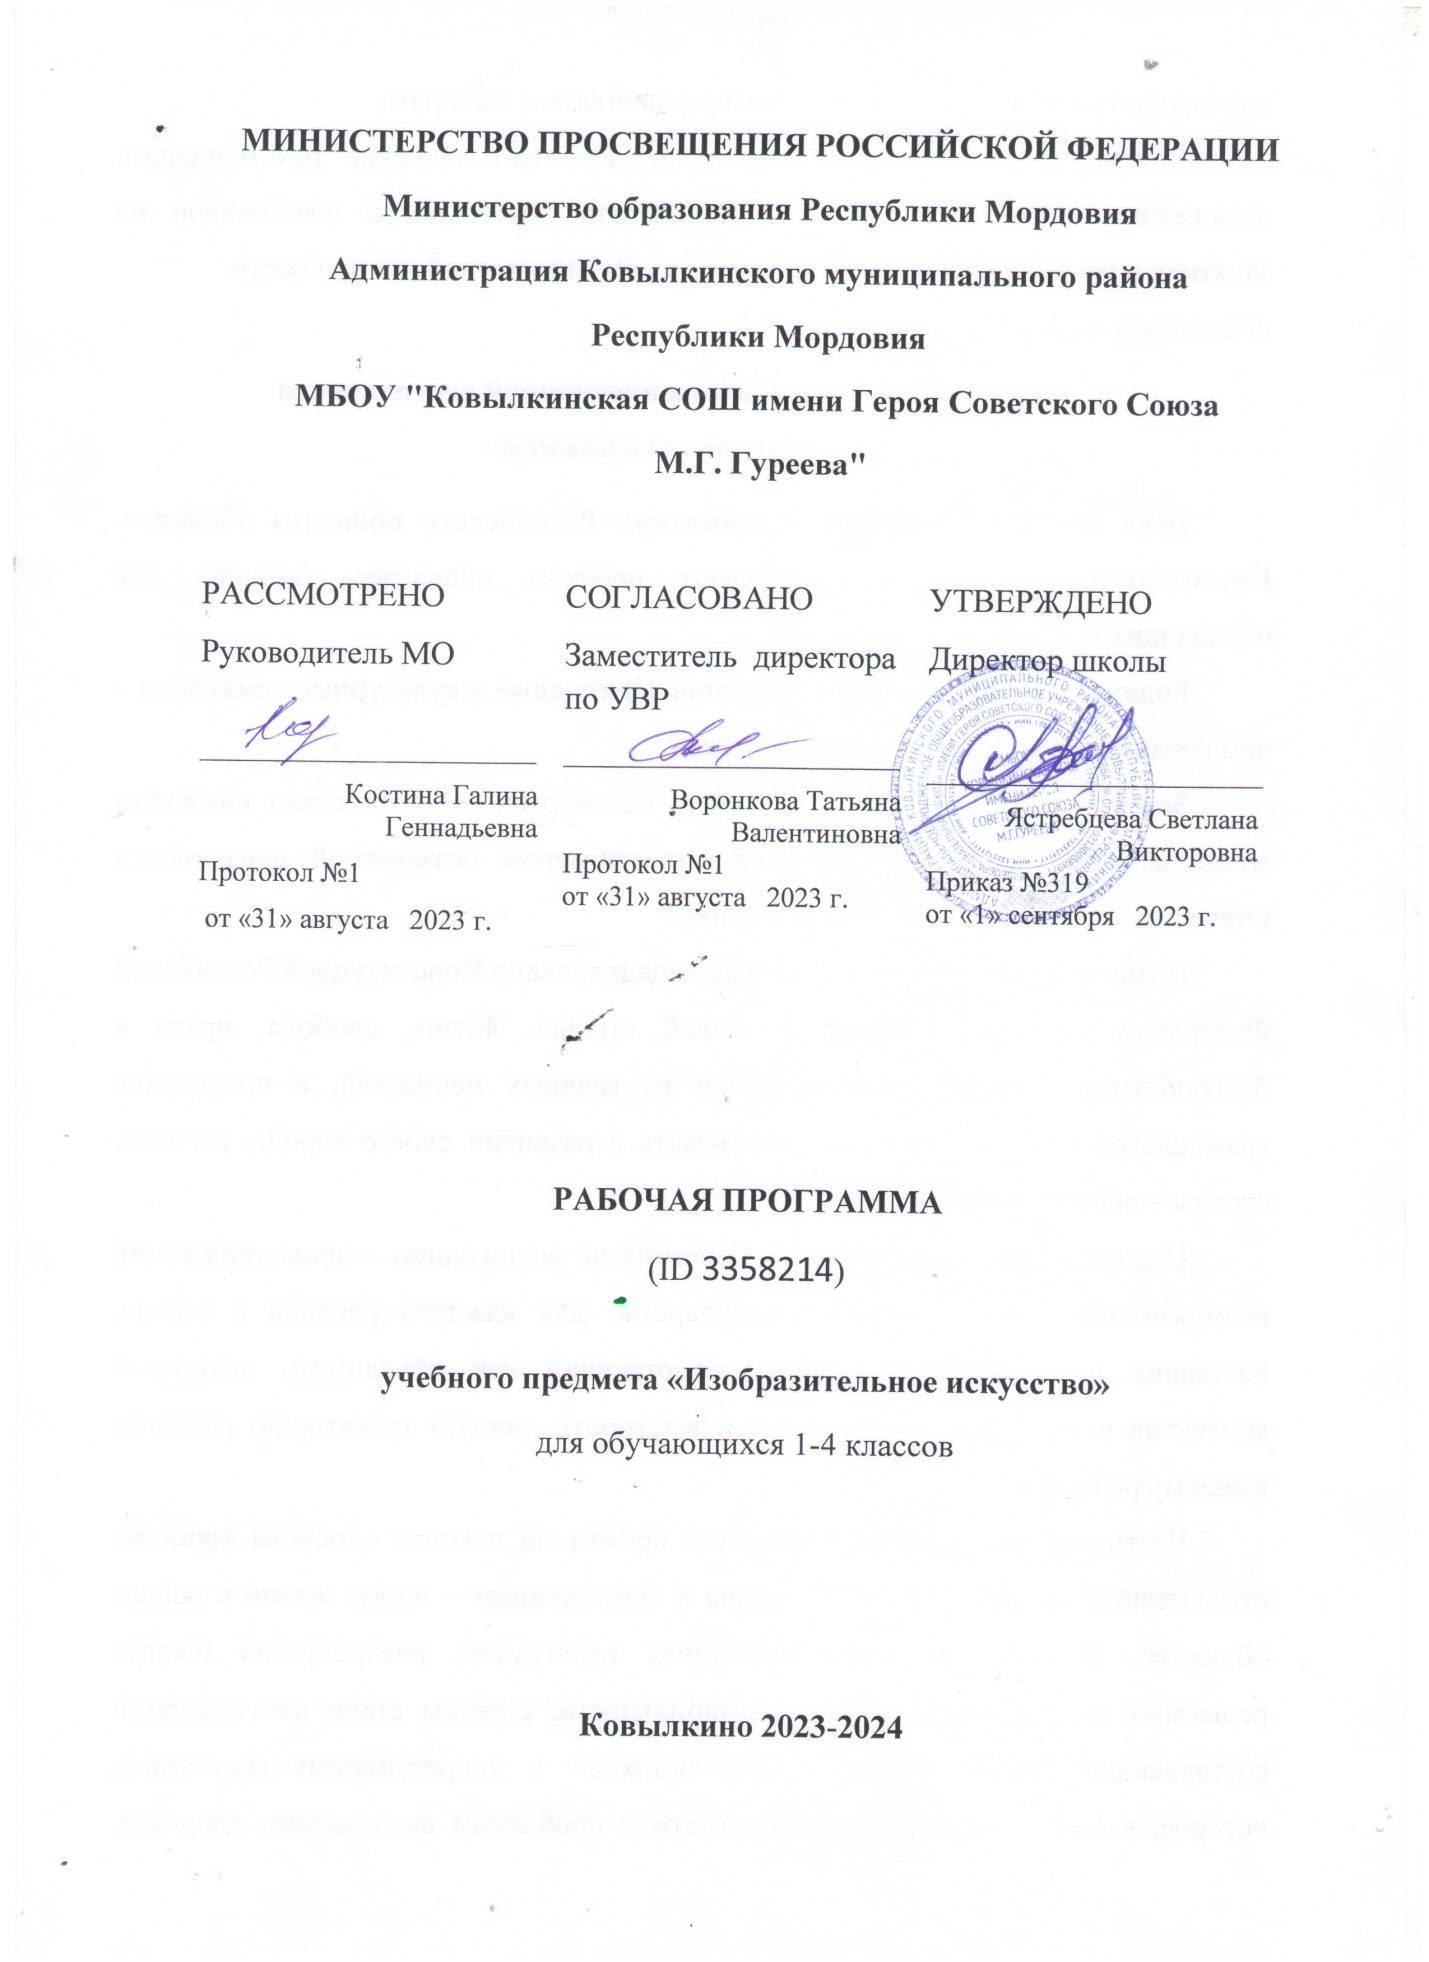 МИНИСТЕРСТВО ПРОСВЕЩЕНИЯ РОССИЙСКОЙ ФЕДЕРАЦИИ
Министерство образования Республики Мордовия
Администрация Ковылкинского муниципального района
Республики Мордовия
МБОУ "Ковылкинская СОШ имени Героя Советского Союза
М.Г. Гуреева"
РАССМОТРЕНО
Руководитель МО
Костина Галина
Геннадьевна
Протокол №1
от «31» августа 2023 г.
СОГЛАСОВАНО
Заместитель директора
по УВР
Воронкова Татьяна
Валентиновна
Протокол №1
от «31» августа 2023 г.
УТВЕРЖДЕНО
Директор школы
Ястребцева Светлана
Викторовна
Приказ №319
от «1» сентября 2023 г.
СОВЕТСКОГО СОЮЗА
М.Г.ГУРЕЕВА
РАБОЧАЯ ПРОГРАММА
(ID 3358214)
учебного предмета «Изобразительное искусство»
для обучающихся 1-4 классов
Ковылкино 2023-2024